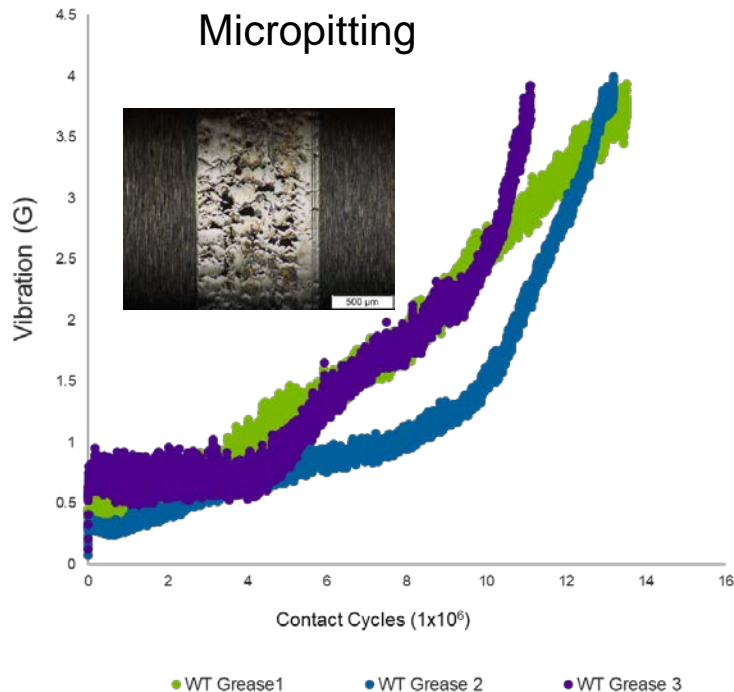 Micropitting
4.5
4
3.5
3
2.5
2
1.5
1
0.5
0
Vibration (G)
500 µm
0 2 4 6 8 10 12 14 16
Contact Cycles (1x10⁶)
WT Grease1 WT Grease 2 WT Grease 3